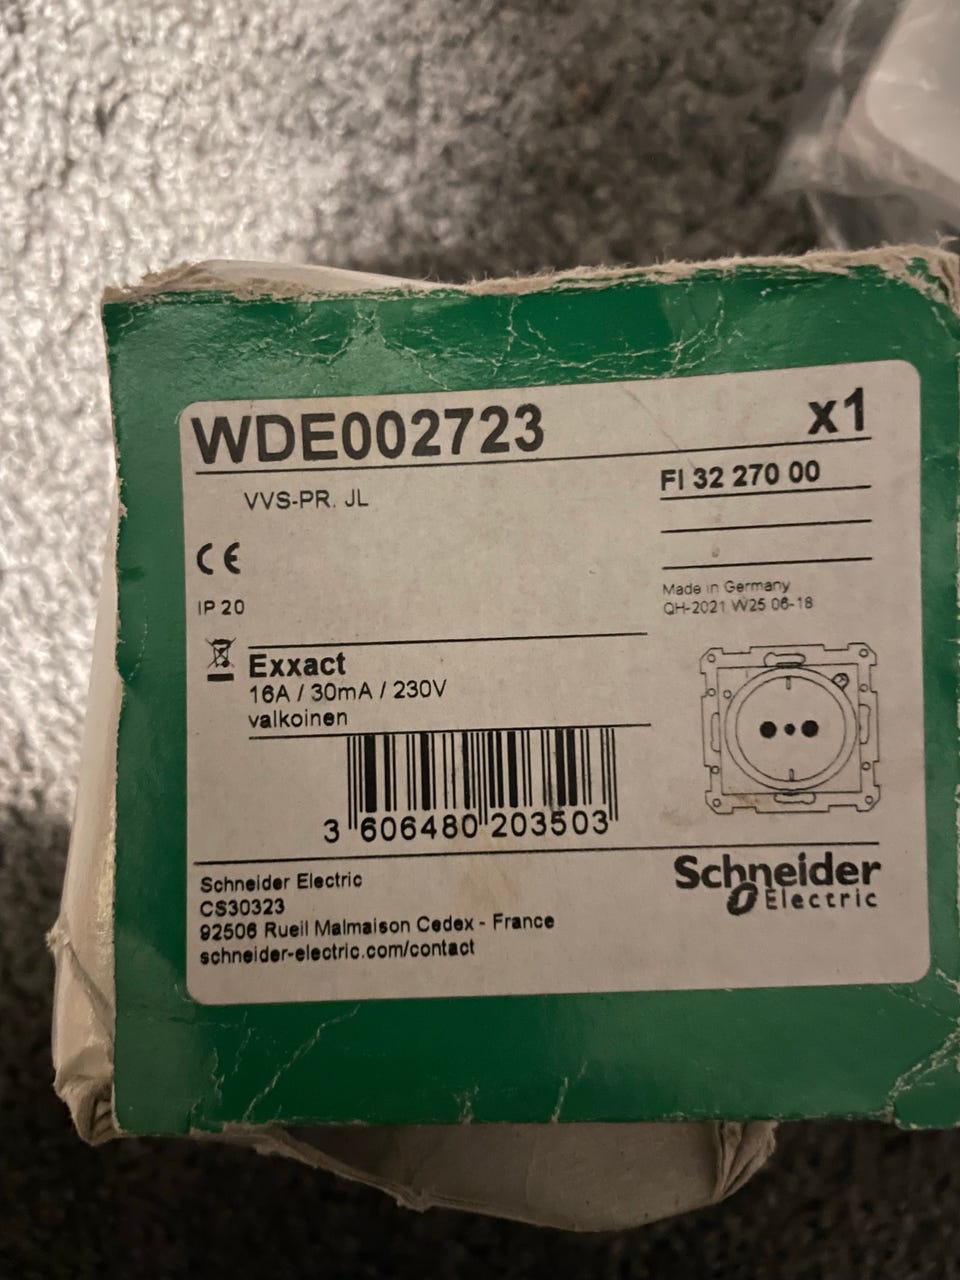 WDE002723
x1
VVS-PR. JL
FI 32 270 00
CE
IP 20
Made in Germany
QH-2021 W25 06-18
Exxact
16A / 30mA / 230V
valkoinen
3 606480 203503
Schneider Electric
CS30323
92506 Rueil Malmaison Cedex - France
schneider-electric.com/contact
Schneider
Electric